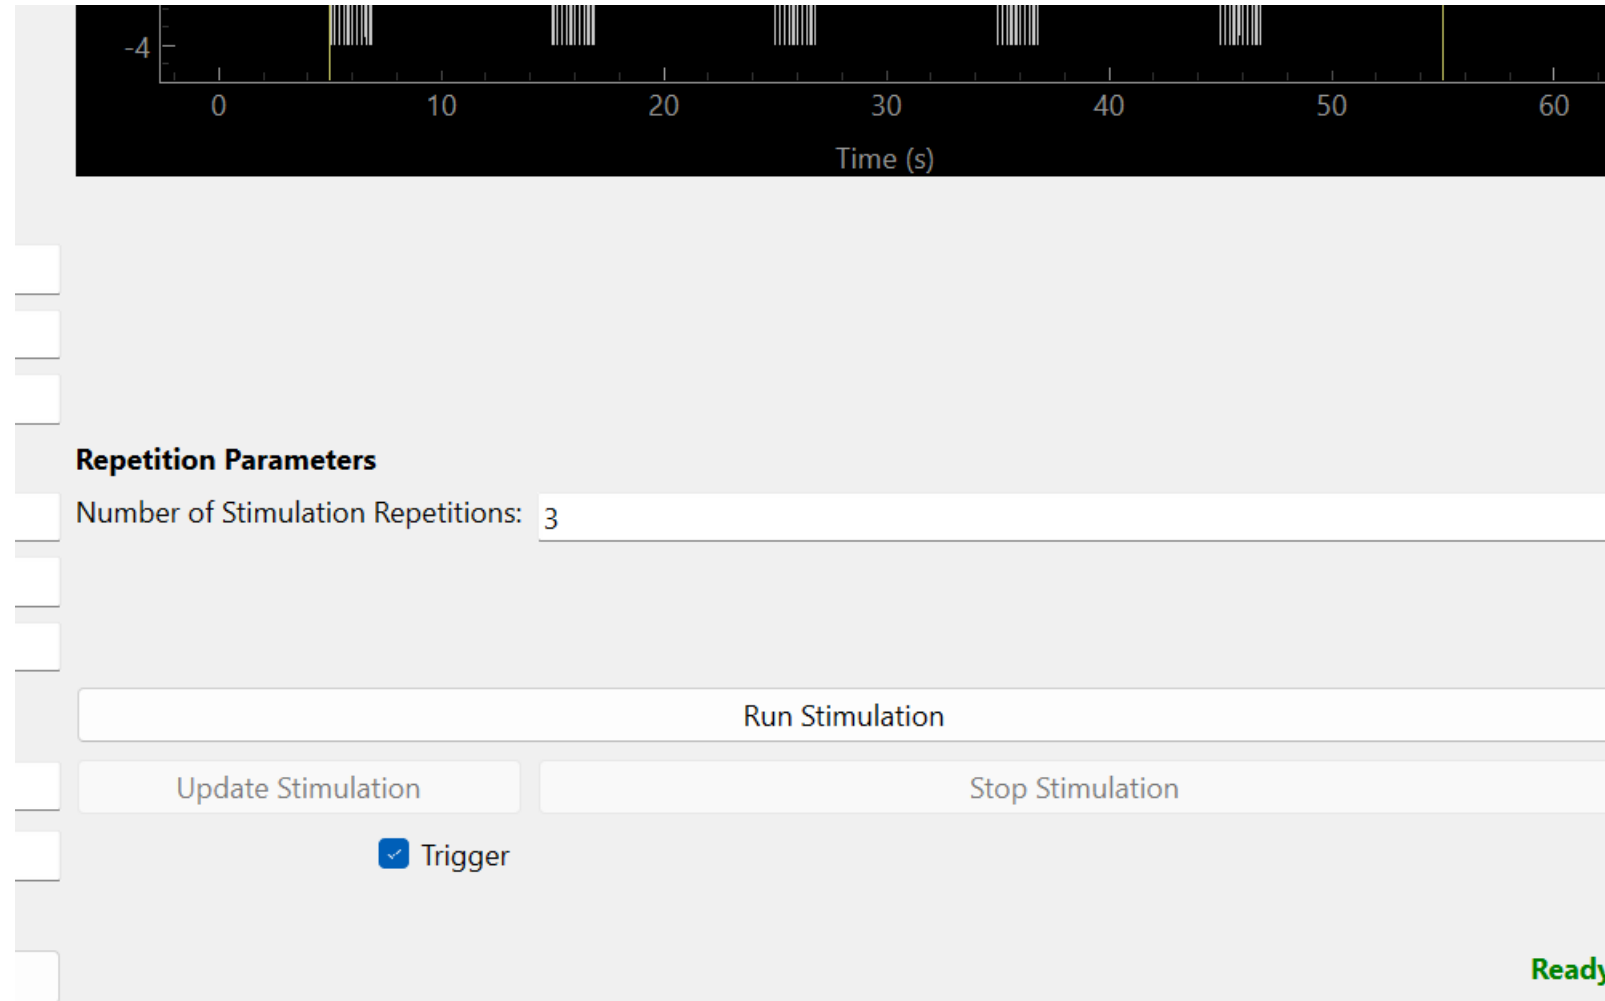 -4
0 10 20 30 40 50 60
Time (s)
Repetition Parameters
Number of Stimulation Repetitions: 3
Run Stimulation
Update Stimulation Stop Stimulation
Trigger
Ready